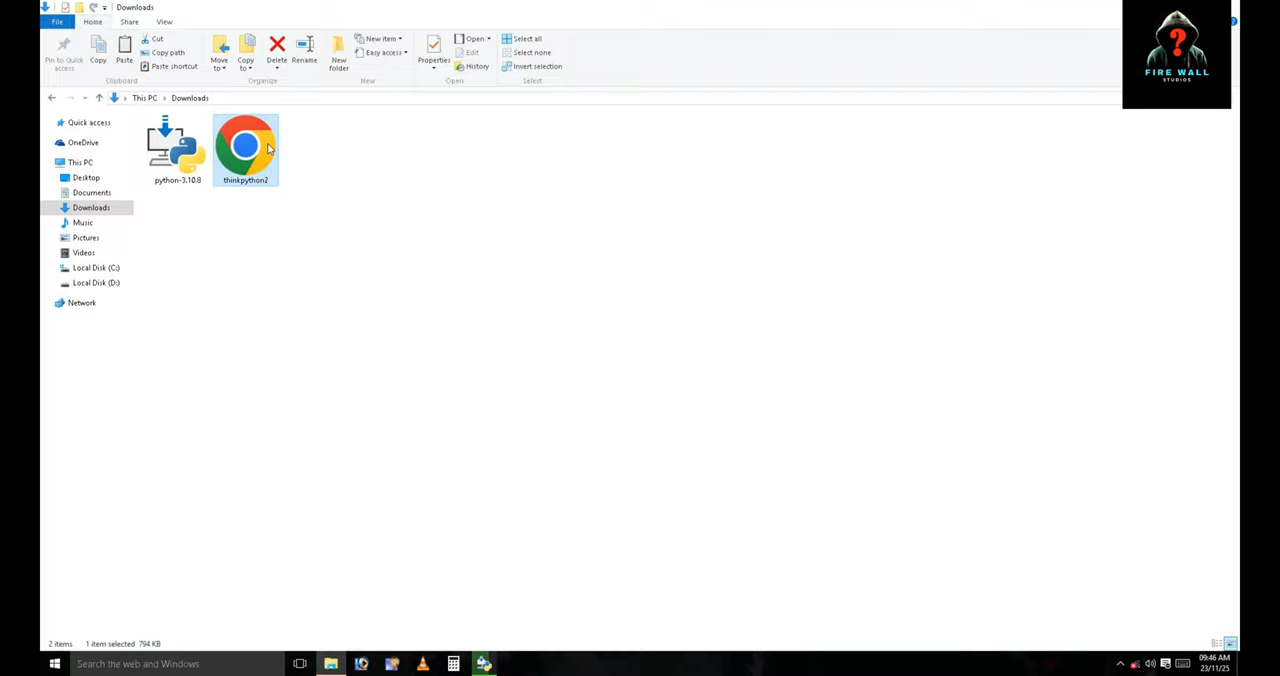 Downloads
File Home Share View
Pin to Quick access
Copy
Paste
Cut
Copy path
Paste shortcut
Clipboard
Move to
Copy to
Delete
Rename
Organize
New folder
New item
Easy access
New
Properties
Open
Edit
History
Open
Select all
Select none
Invert selection
Select
?
FIRE WALL
STUDIOS
This PC > Downloads
Quick access
OneDrive
This PC
Desktop
Documents
Downloads
Music
Pictures
Videos
Local Disk (C:)
Local Disk (D:)
Network
python-3.10.8
thinkpython2
2 items 1 item selected 794 KB
Search the web and Windows
09:46 AM
23/11/25